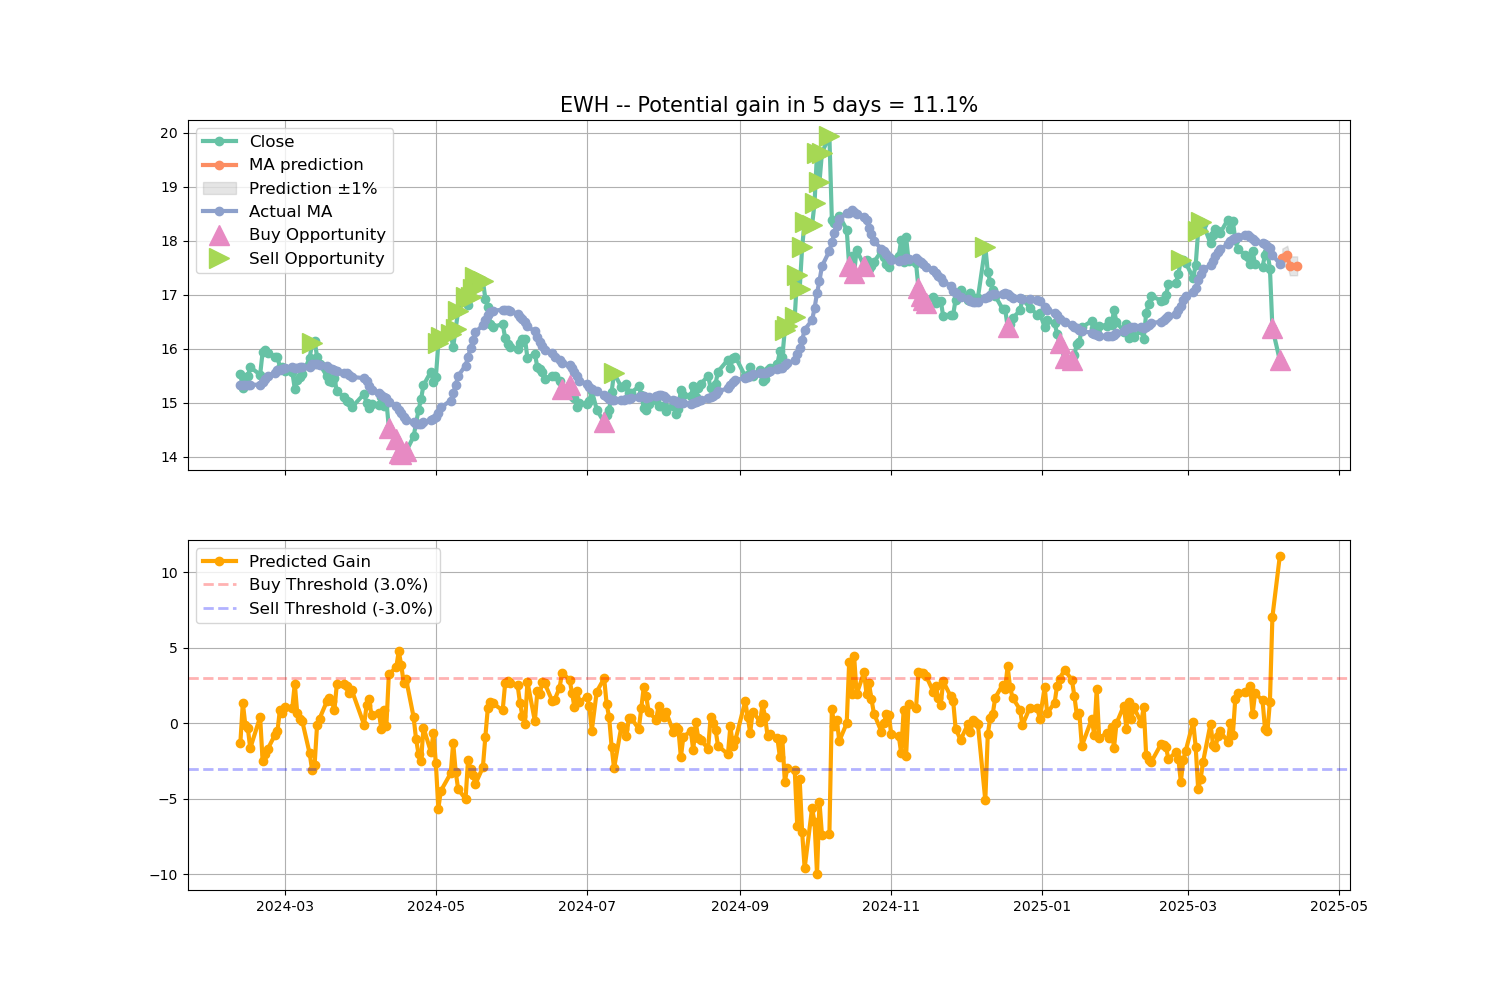 EWH -- Potential gain in 5 days = 11.1%
20
19
18
17
16
15
14
Close
MA prediction
Prediction ±1%
Actual MA
Buy Opportunity
Sell Opportunity
10
5
0
−5
−10
Predicted Gain
Buy Threshold (3.0%)
Sell Threshold (-3.0%)
2024-03
2024-05
2024-07
2024-09
2024-11
2025-01
2025-03
2025-05